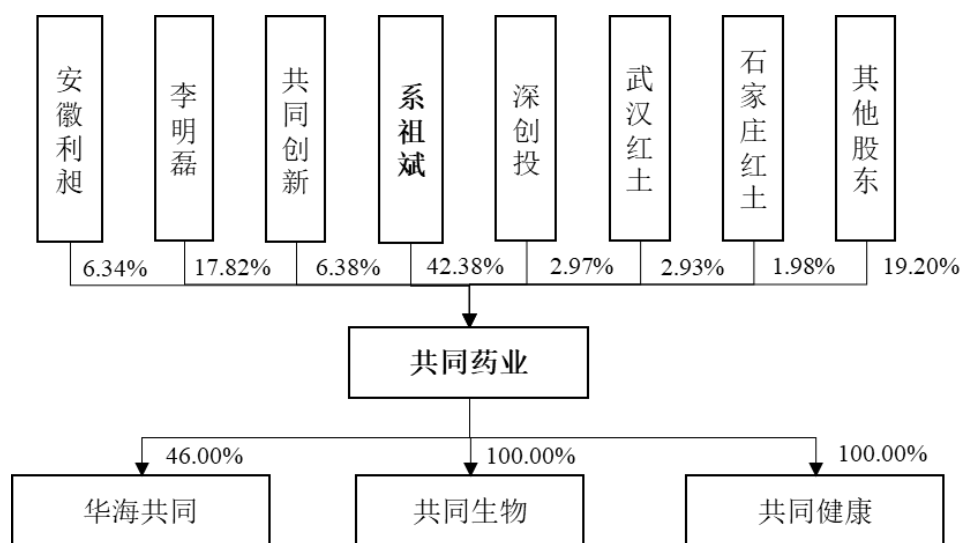 安徽利昶
李明磊
共同创新
系祖斌
深创投
武汉红土
石家庄红土
其他股东
6.34%
17.82%
6.38%
42.38%
2.97%
2.93%
1.98%
19.20%
共同药业
46.00%
100.00%
100.00%
华海共同
共同生物
共同健康